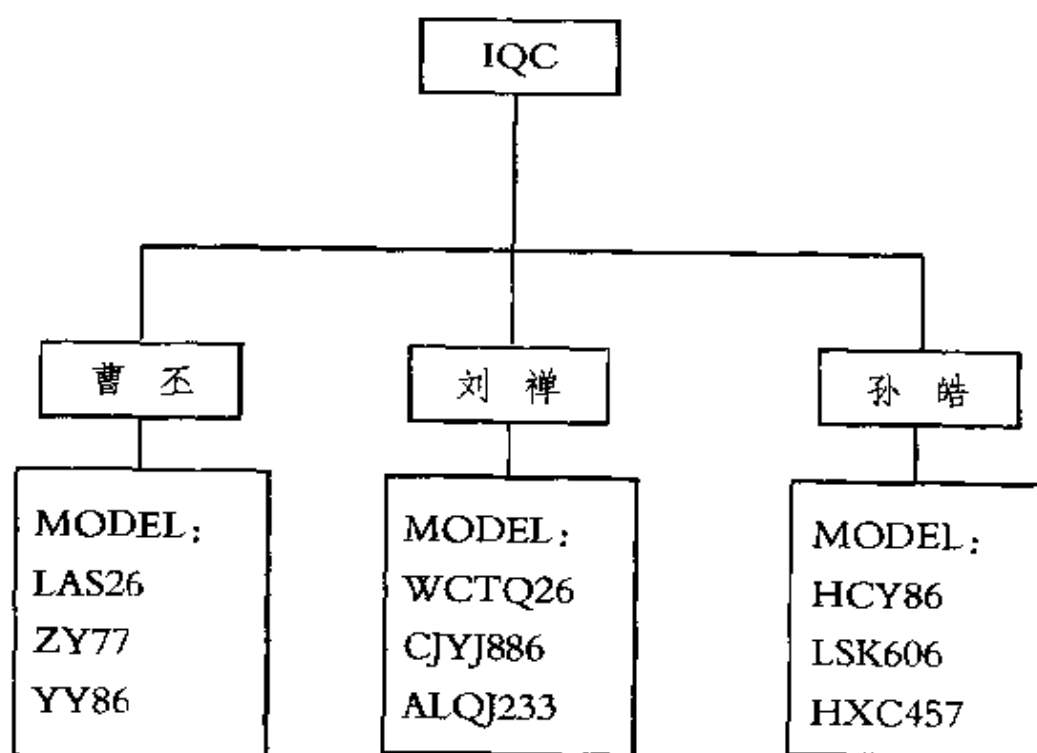 IQC
曹 丕
刘 禅
孙 皓
MODEL:
LAS26
ZY77
YY86
MODEL:
WCTQ26
CJYJ886
ALQJ233
MODEL:
HCY86
LSK606
HXC457